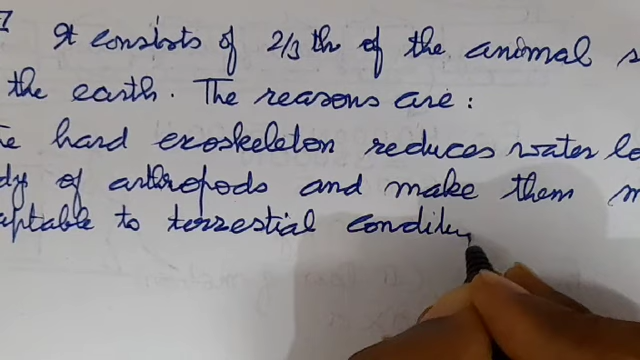 It consists of 2/3 th of the animal
the earth. The reasons are:
hard exoskeleton reduces water
of arthropods and make them
to terrestial